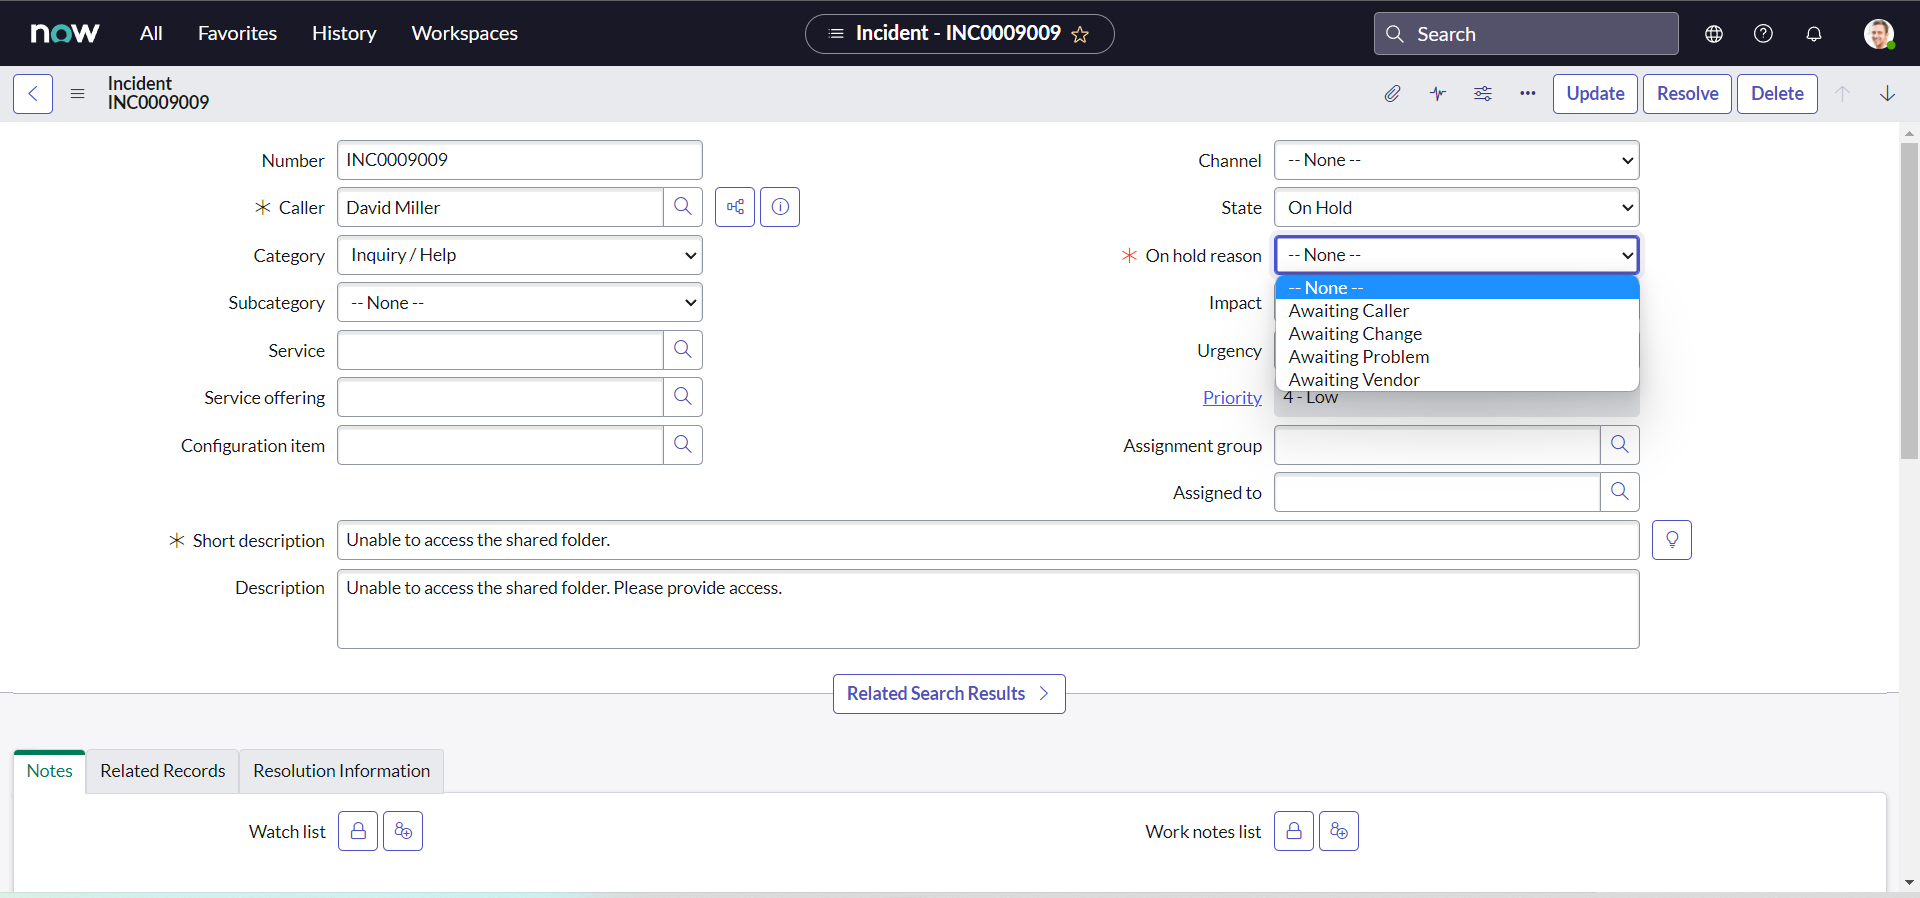 now
All
Favorites
History
Workspaces
Incident - INC0009009
Search
Incident
INC0009009
Update
Resolve
Delete
Number
INC0009009
Channel
-- None --
Caller
David Miller
State
On Hold
Category
Inquiry / Help
On hold reason
-- None --
-- None --
Awaiting Caller
Awaiting Change
Awaiting Problem
Awaiting Vendor
Subcategory
-- None --
Impact
Service
Urgency
Service offering
Priority
4 - Low
Configuration item
Assignment group
Assigned to
Short description
Unable to access the shared folder.
Description
Unable to access the shared folder. Please provide access.
Related Search Results
Notes
Related Records
Resolution Information
Watch list
Work notes list